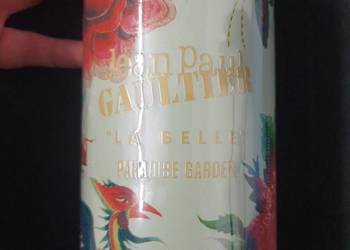 Jean Paul
GAULTIER
"LA BELLE"
PARADISE GARDEN